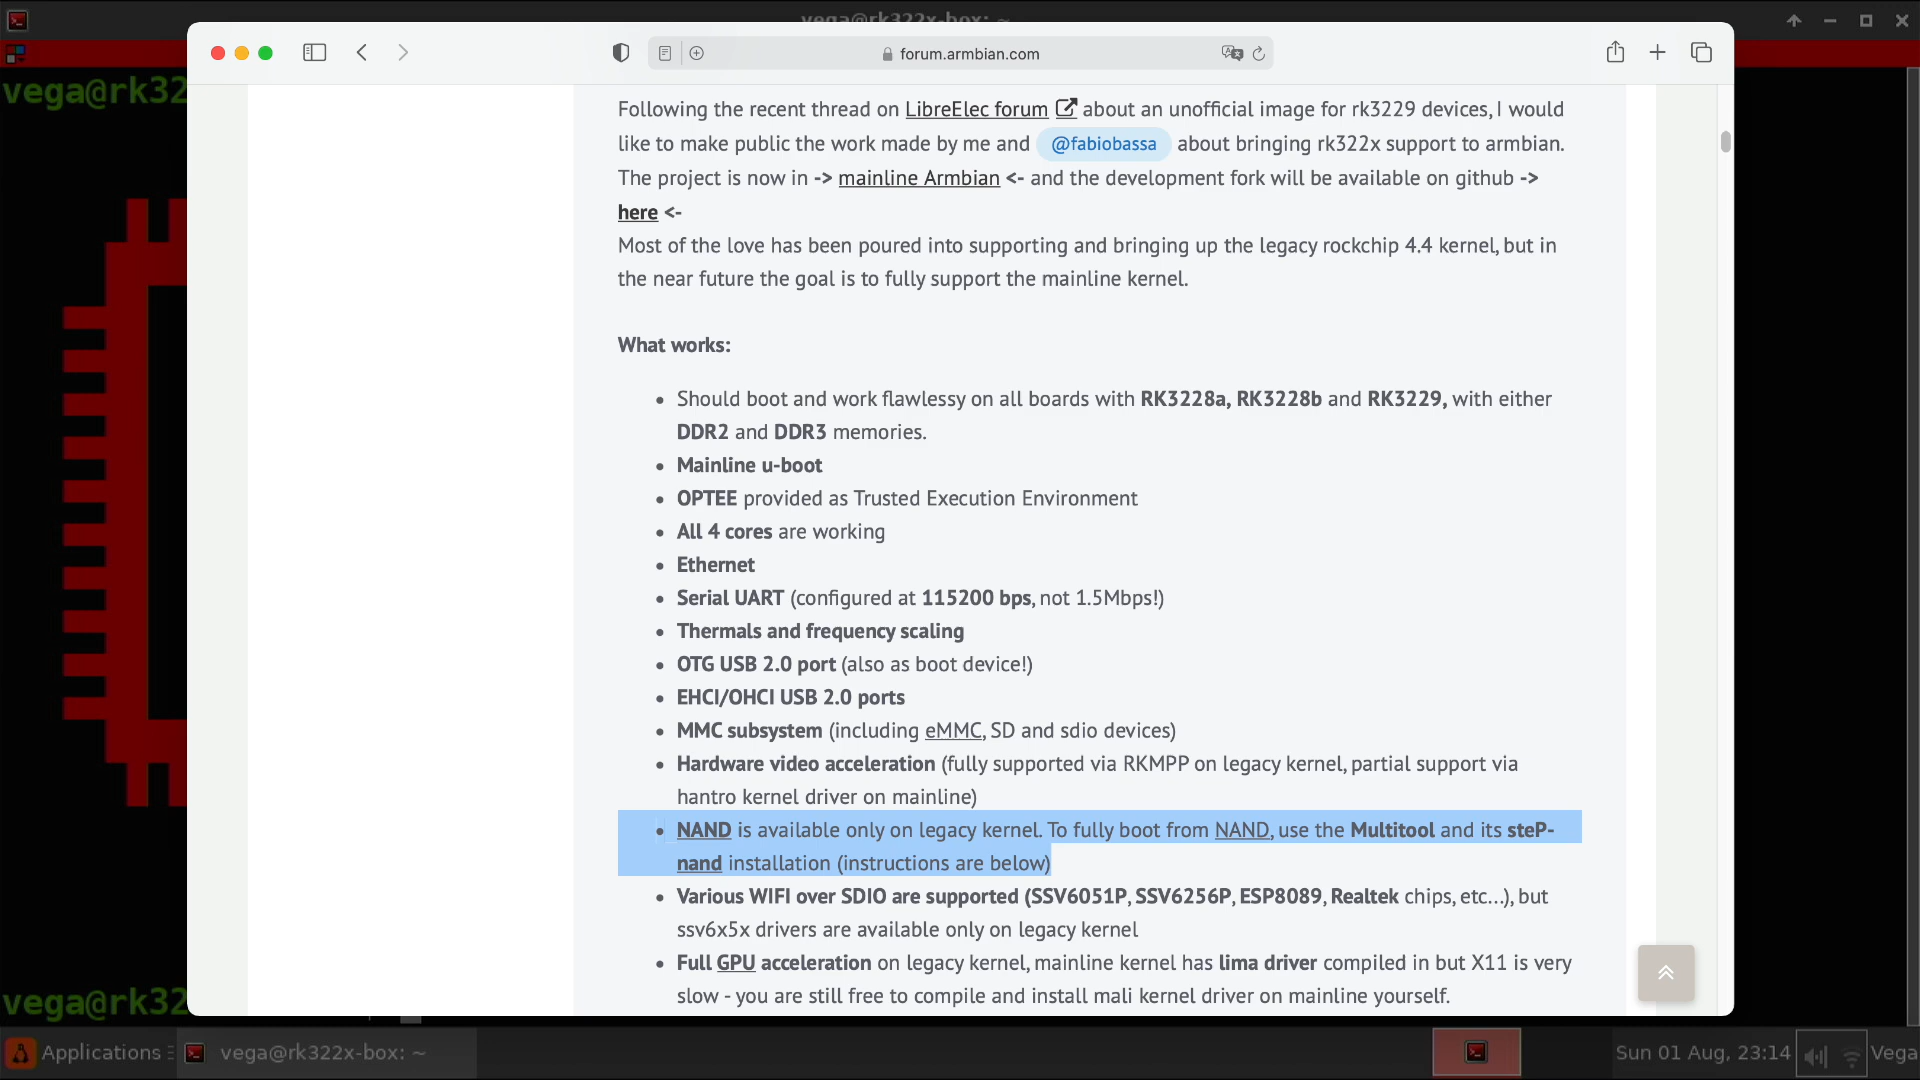 vega@rk322x-box: ~
forum.armbian.com
vega@rk32
Following the recent thread on LibreElec forum about an unofficial image for rk3229 devices, I would
like to make public the work made by me and @fabiobassa about bringing rk322x support to armbian.
The project is now in -> mainline Armbian <- and the development fork will be available on github ->
here <-
Most of the love has been poured into supporting and bringing up the legacy rockchip 4.4 kernel, but in
the near future the goal is to fully support the mainline kernel.
What works:
• Should boot and work flawlessy on all boards with RK3228a, RK3228b and RK3229, with either
DDR2 and DDR3 memories.
• Mainline u-boot
• OPTEE provided as Trusted Execution Environment
• All 4 cores are working
• Ethernet
• Serial UART (configured at 115200 bps, not 1.5Mbps!)
• Thermals and frequency scaling
• OTG USB 2.0 port (also as boot device!)
• EHCI/OHCI USB 2.0 ports
• MMC subsystem (including eMMC, SD and sdio devices)
• Hardware video acceleration (fully supported via RKMPP on legacy kernel, partial support via
hantro kernel driver on mainline)
• NAND is available only on legacy kernel. To fully boot from NAND, use the Multitool and its steP-
nand installation (instructions are below)
• Various WIFI over SDIO are supported (SSV6051P, SSV6256P, ESP8089, Realtek chips, etc...), but
ssv6x5x drivers are available only on legacy kernel
• Full GPU acceleration on legacy kernel, mainline kernel has lima driver compiled in but X11 is very
slow - you are still free to compile and install mali kernel driver on mainline yourself.
vega@rk32
Applications
vega@rk322x-box: ~
Sun 01 Aug, 23:14
Vega